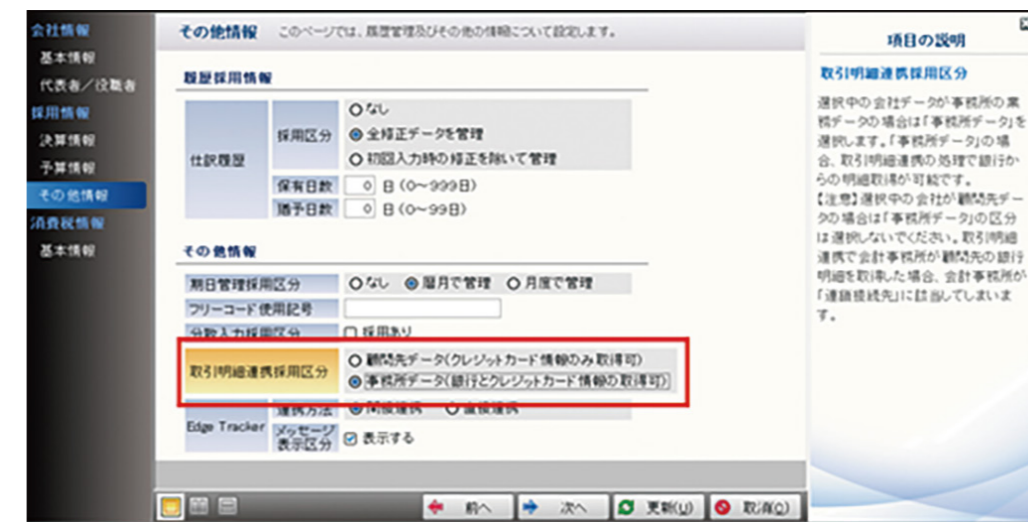 会社情報
基本情報
代表者／役職者
採用情報
決算情報
予算情報
その他情報
消費税情報
基本情報
その他情報 このページでは、履歴管理及びその他の情報について設定します。
履歴採用情報
仕訳履歴
採用区分
なし
全修正データを管理
初回入力時の修正を除いて管理
保有日数 0 日（0～999日）
猶予日数 0 日（0～99日）
その他情報
期日管理採用区分 なし 暦月で管理 月度で管理
フリーコード使用記号
分散入力採用区分 採用あり
取引明細連携採用区分
顧問先データ(クレジットカード情報のみ取得可)
事務所データ(銀行とクレジットカード情報の取得可)
Edge Tracker
連携方法 間接連携 直接連携
メッセージ
表示区分
表示する
前へ 次へ 更新(U) 取消(Q)
項目の説明
取引明細連携採用区分
選択中の会社データが事務所の業
務データの場合は「事務所データ」を
選択します。「事務所データ」の場
合、取引明細連携の処理で銀行か
らの明細取得が可能です。
【注意】選択中の会社が顧問先デー
タの場合は「事務所データ」の区分
は選択しないでください。取引明細
連携で会計事務所が顧問先の銀行
明細を取得した場合、会計事務所が
「連鎖接続先」に該当してしまいま
す。